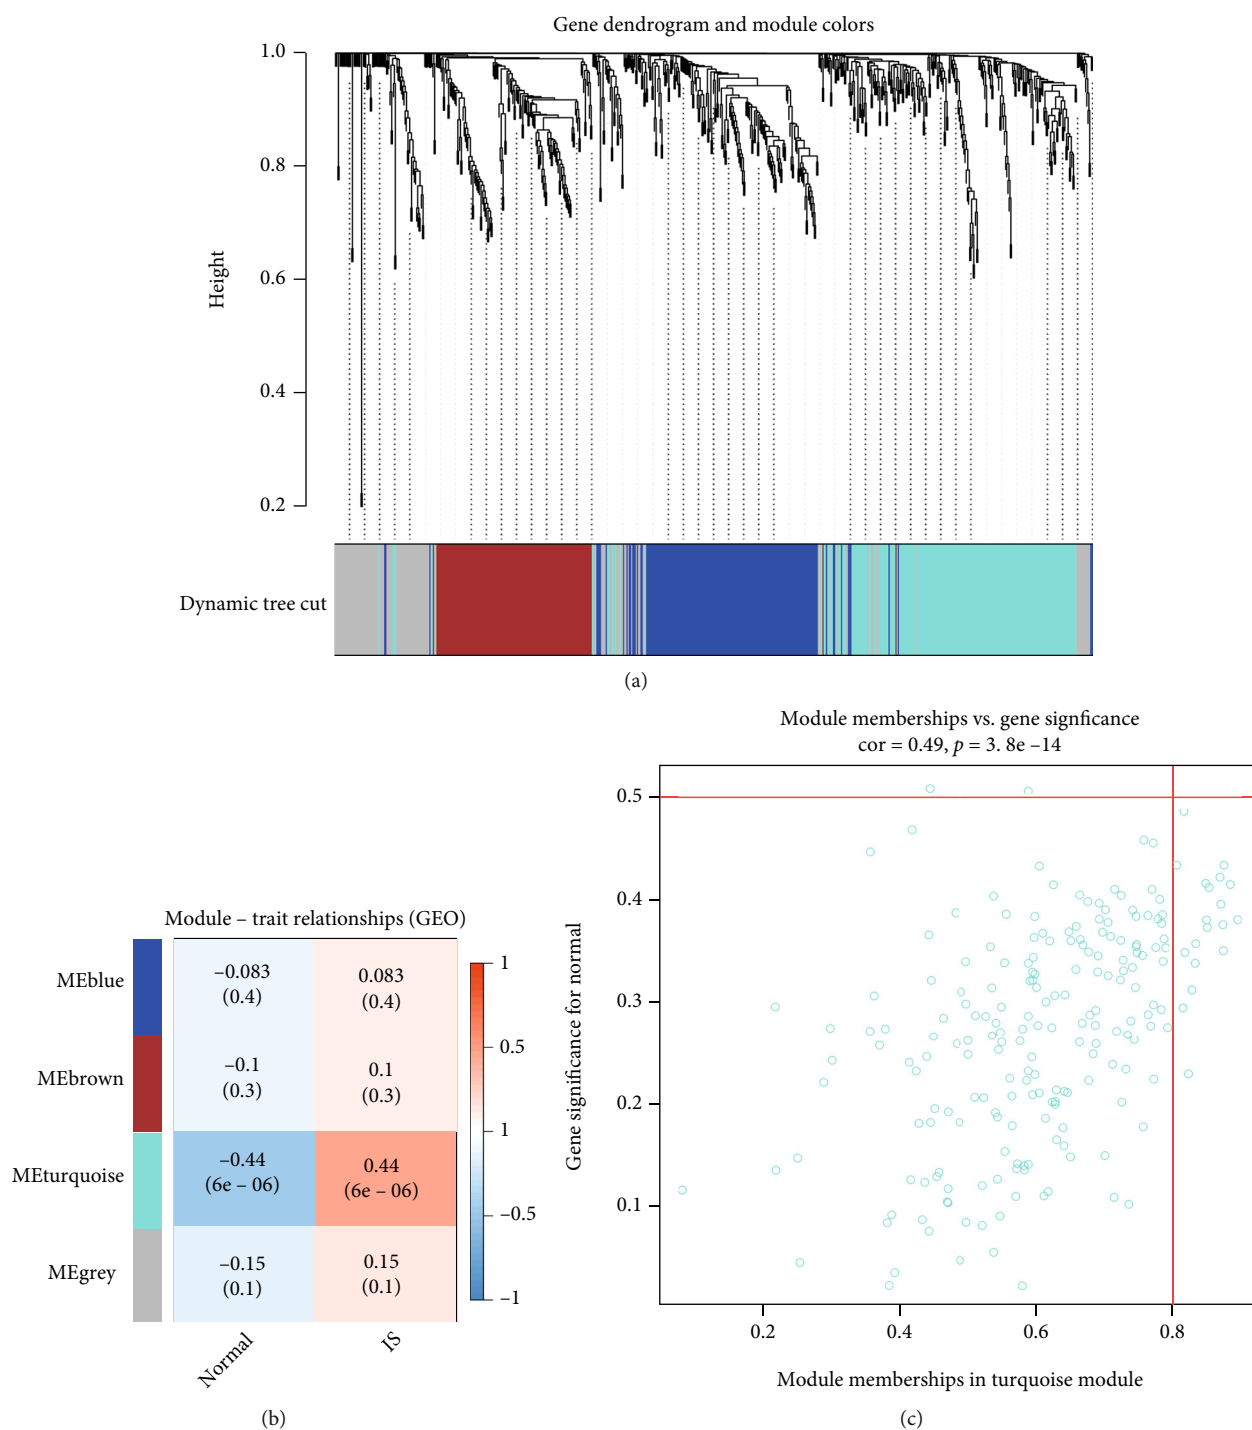 Gene dendrogram and module colors
1.0
0.8
0.6
0.4
0.2
Height
Dynamic tree cut
(a)
Module – trait relationships (GEO)
MEblue
MEbrown
MEturquoise
MEgrey
–0.083
(0.4)
0.083
(0.4)
–0.1
(0.3)
0.1
(0.3)
–0.44
(6e – 06)
0.44
(6e – 06)
–0.15
(0.1)
0.15
(0.1)
Normal
IS
1
0.5
1
–0.5
–1
(b)
Module memberships vs. gene signficance
cor = 0.49, p = 3. 8e –14
0.5
0.4
0.3
0.2
0.1
Gene significance for normal
0.2
0.4
0.6
0.8
Module memberships in turquoise module
(c)